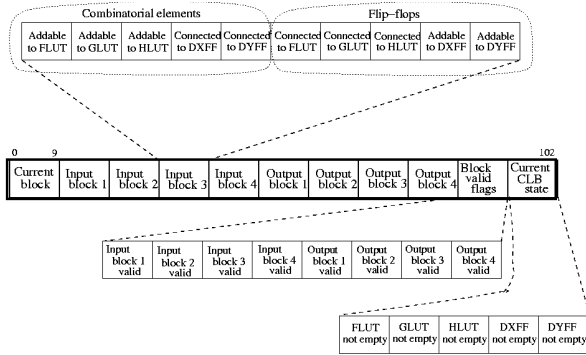 Combinatorial elements
Flip-flops
Addable to FLUT
Addable to GLUT
Addable to HLUT
Connected to DXFF
Connected to DYFF
Connected to FLUT
Connected to GLUT
Connected to HLUT
Addable to DXFF
Addable to DYFF
0
9
102
Current block
Input block 1
Input block 2
Input block 3
Input block 4
Output block 1
Output block 2
Output block 3
Output block 4
Block valid flags
Current CLB state
Input block 1 valid
Input block 2 valid
Input block 3 valid
Input block 4 valid
Output block 1 valid
Output block 2 valid
Output block 3 valid
Output block 4 valid
FLUT not empty
GLUT not empty
HLUT not empty
DXFF not empty
DYFF not empty